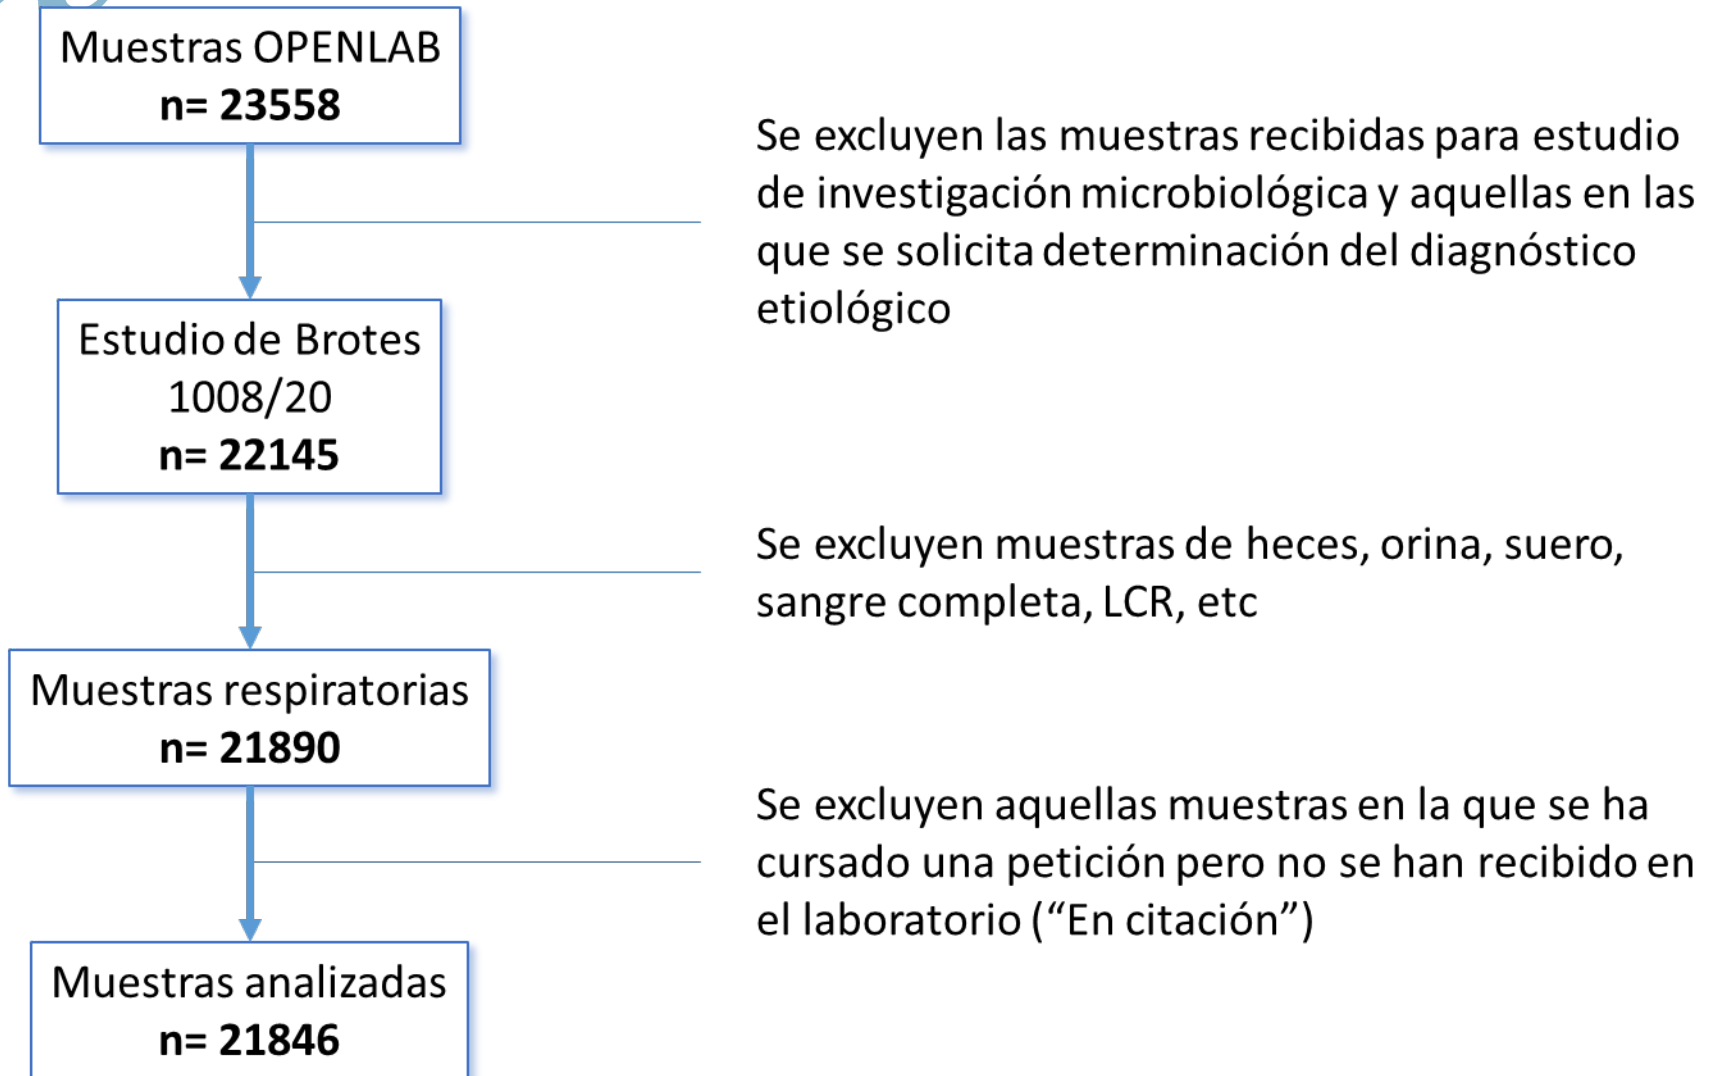 Muestras OPENLAB
n= 23558
Se excluyen las muestras recibidas para estudio
de investigación microbiológica y aquellas en las
que se solicita determinación del diagnóstico
etiológico
Estudio de Brotes
1008/20
n= 22145
Se excluyen muestras de heces, orina, suero,
sangre completa, LCR, etc
Muestras respiratorias
n= 21890
Se excluyen aquellas muestras en la que se ha
cursado una petición pero no se han recibido en
el laboratorio (“En citación”)
Muestras analizadas
n= 21846